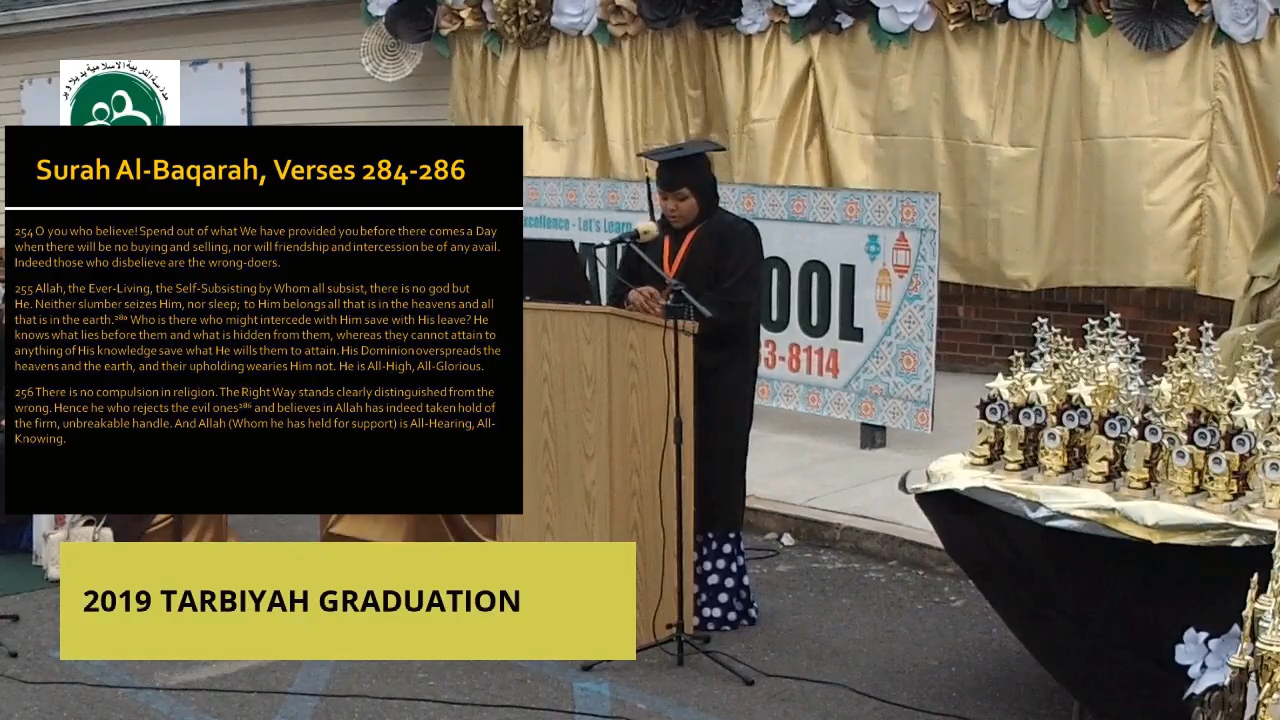 مدرسة التربية الاسلامية بديلاوير
Surah Al-Baqarah, Verses 284-286
254 O you who believe! Spend out of what We have provided you before there comes a Day
when there will be no buying and selling, nor will friendship and intercession be of any avail.
Indeed those who disbelieve are the wrong-doers.
255 Allah, the Ever-Living, the Self-Subsisting by Whom all subsist, there is no god but
He. Neither slumber seizes Him, nor sleep; to Him belongs all that is in the heavens and all
that is in the earth.²⁸⁰ Who is there who might intercede with Him save with His leave? He
knows what lies before them and what is hidden from them, whereas they cannot attain to
anything of His knowledge save what He wills them to attain. His Dominion overspreads the
heavens and the earth, and their upholding wearies Him not. He is All-High, All-Glorious.
256 There is no compulsion in religion. The Right Way stands clearly distinguished from the
wrong. Hence he who rejects the evil ones²⁸⁶ and believes in Allah has indeed taken hold of
the firm, unbreakable handle. And Allah (Whom he has held for support) is All-Hearing, All-
Knowing.
xcellence - Let's Learn
OOL
3-8114
2019 TARBIYAH GRADUATION